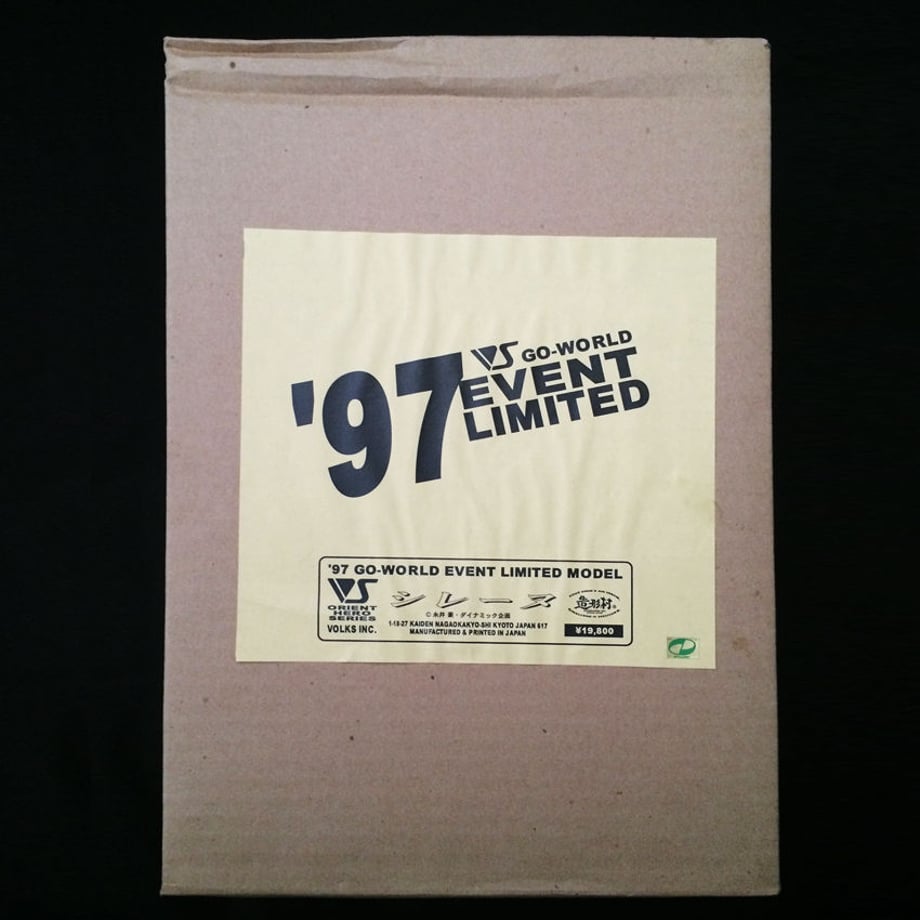 '97
VS GO-WORLD
EVENT
LIMITED
'97 GO-WORLD EVENT LIMITED MODEL
VS
ORIENT
HERO
SERIES
VOLKS INC.
シレーヌ
©永井豪・ダイナミック企画
1-18-27 KAIDEN NAGAOKAKYO-SHI KYOTO JAPAN 617
MANUFACTURED & PRINTED IN JAPAN
造形村
¥19,800